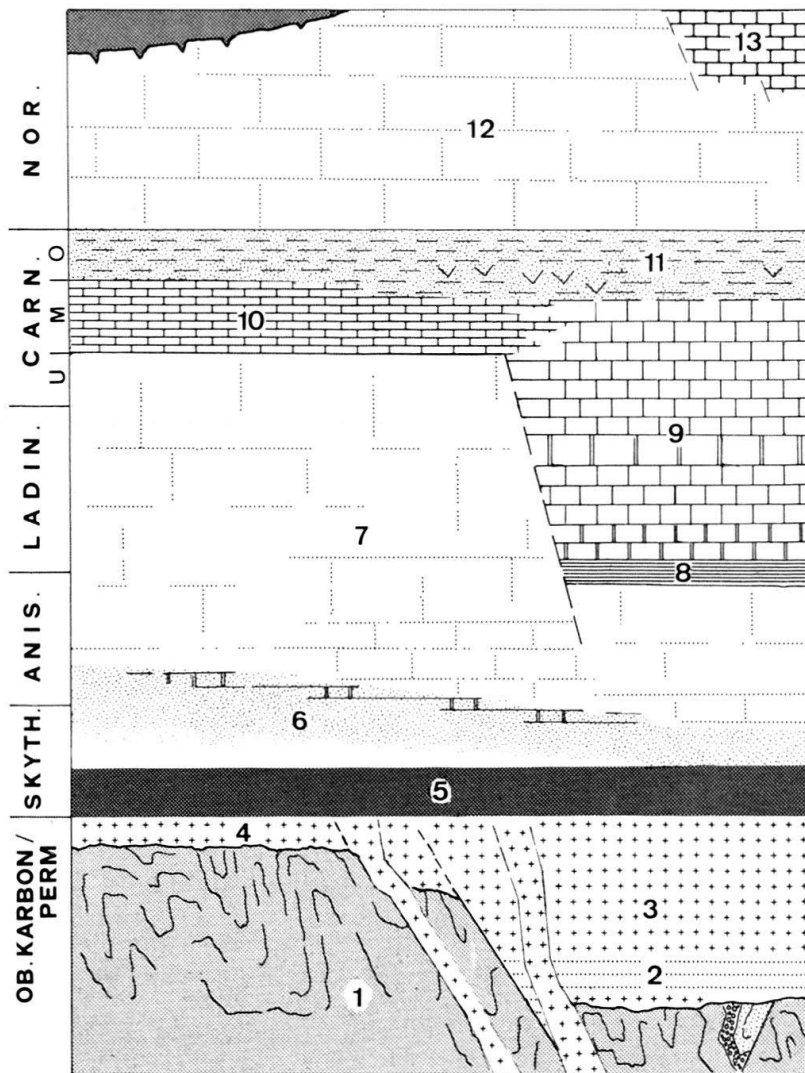 NOR.
CARN.
O
M
U
LADIN.
ANIS.
SKYTH.
OB. KARBON /
PERM
13
12
11
10
9
8
7
6
5
4
3
2
1